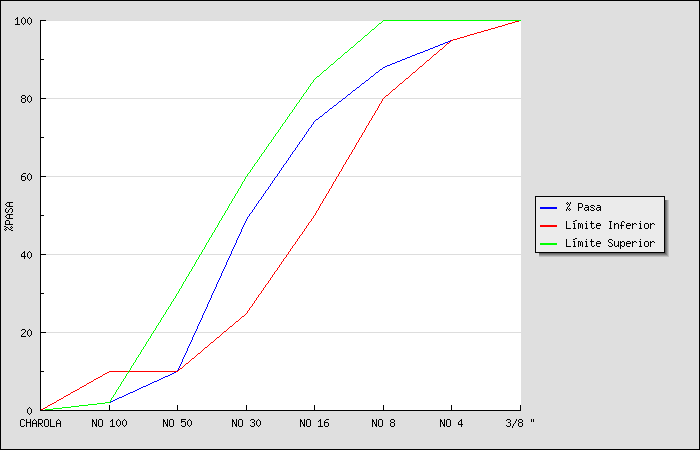 100
80
60
40
20
0
%PASA
CHAROLA NO 100 NO 50 NO 30 NO 16 NO 8 NO 4 3/8 "
% Pasa
Límite Inferior
Límite Superior